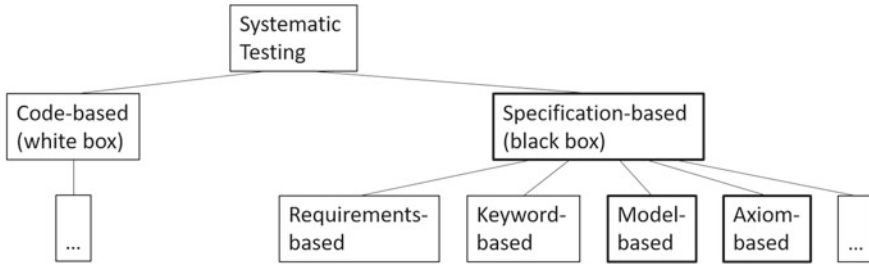 Systematic
Testing
Code-based
(white box)
Specification-based
(black box)
...
Requirements-
based
Keyword-
based
Model-
based
Axiom-
based
...